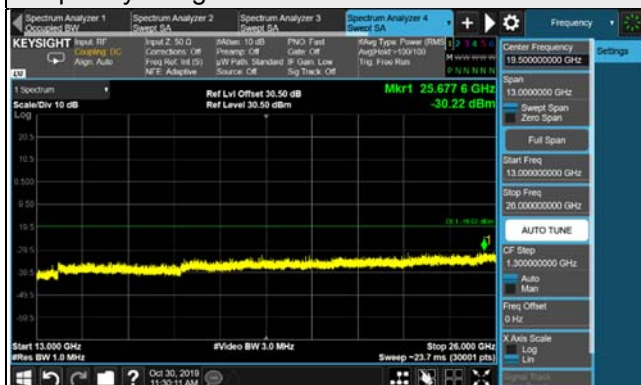 Spectrum Analyzer 1
Occupied BW
Spectrum Analyzer 2
Swept SA
Spectrum Analyzer 3
Swept SA
Spectrum Analyzer 4
Swept SA
Frequency
KEYSIGHT
Input: RF
Coupling: DC
Align: Auto
Input Z: 50 Ω
Corrections: Off
Freq Ref: Int (S)
NFE: Adaptive
#Atten: 10 dB
Preamp: Off
µW Path: Standard
Source: Off
PNO: Fast
Gate: Off
IF Gain: Low
Sig Track: Off
#Avg Type: Power (RMS)
Avg|Hold:>100/100
Trig: Free Run
1 2 3 4 5 6
M W W W W W
P N N N N N
LU
1 Spectrum
Scale/Div 10 dB
Log
Ref Lvl Offset 30.50 dB
Ref Level 30.50 dBm
Mkr1 25.677 6 GHz
-30.22 dBm
20.5
10.5
0.500
-9.50
-19.5
-29.5
-39.5
-49.5
-59.5
1
Start 13.000 GHz
#Res BW 1.0 MHz
#Video BW 3.0 MHz
Stop 26.000 GHz
Sweep ~23.7 ms (30001 pts)
Center Frequency
19.500000000 GHz
Settings
Span
13.0000000 GHz
Swept Span
Zero Span
Full Span
Start Freq
13.000000000 GHz
Stop Freq
26.000000000 GHz
AUTO TUNE
CF Step
1.300000000 GHz
Auto
Man
Freq Offset
0 Hz
X Axis Scale
Log
Lin
Signal Track
Oct 30, 2019
11:30:11 AM